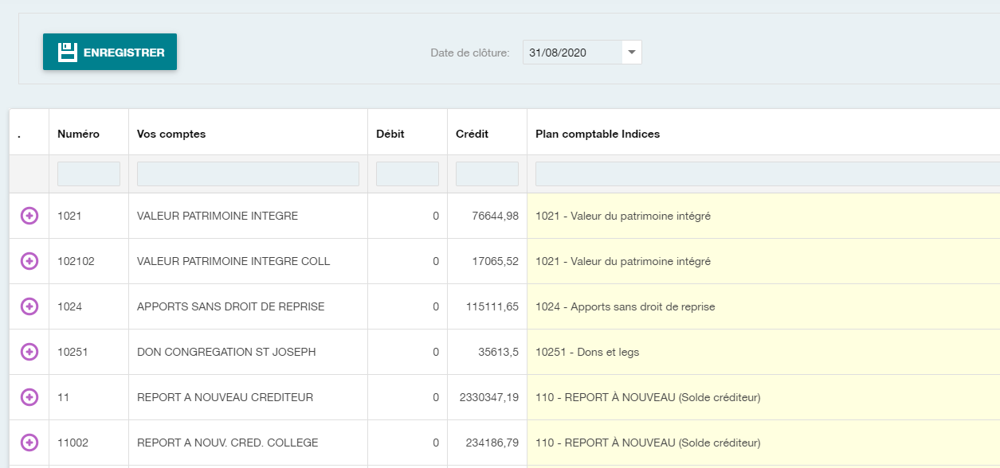 ENREGISTRER
Date de clôture: 31/08/2020
. Numéro Vos comptes Débit Crédit Plan comptable Indices
1021 VALEUR PATRIMOINE INTEGRE 0 76644,98 1021 - Valeur du patrimoine intégré
102102 VALEUR PATRIMOINE INTEGRE COLL 0 17065,52 1021 - Valeur du patrimoine intégré
1024 APPORTS SANS DROIT DE REPRISE 0 115111,65 1024 - Apports sans droit de reprise
10251 DON CONGREGATION ST JOSEPH 0 35613,5 10251 - Dons et legs
11 REPORT A NOUVEAU CREDITEUR 0 2330347,19 110 - REPORT À NOUVEAU (Solde créditeur)
11002 REPORT A NOUV. CRED. COLLEGE 0 234186,79 110 - REPORT À NOUVEAU (Solde créditeur)